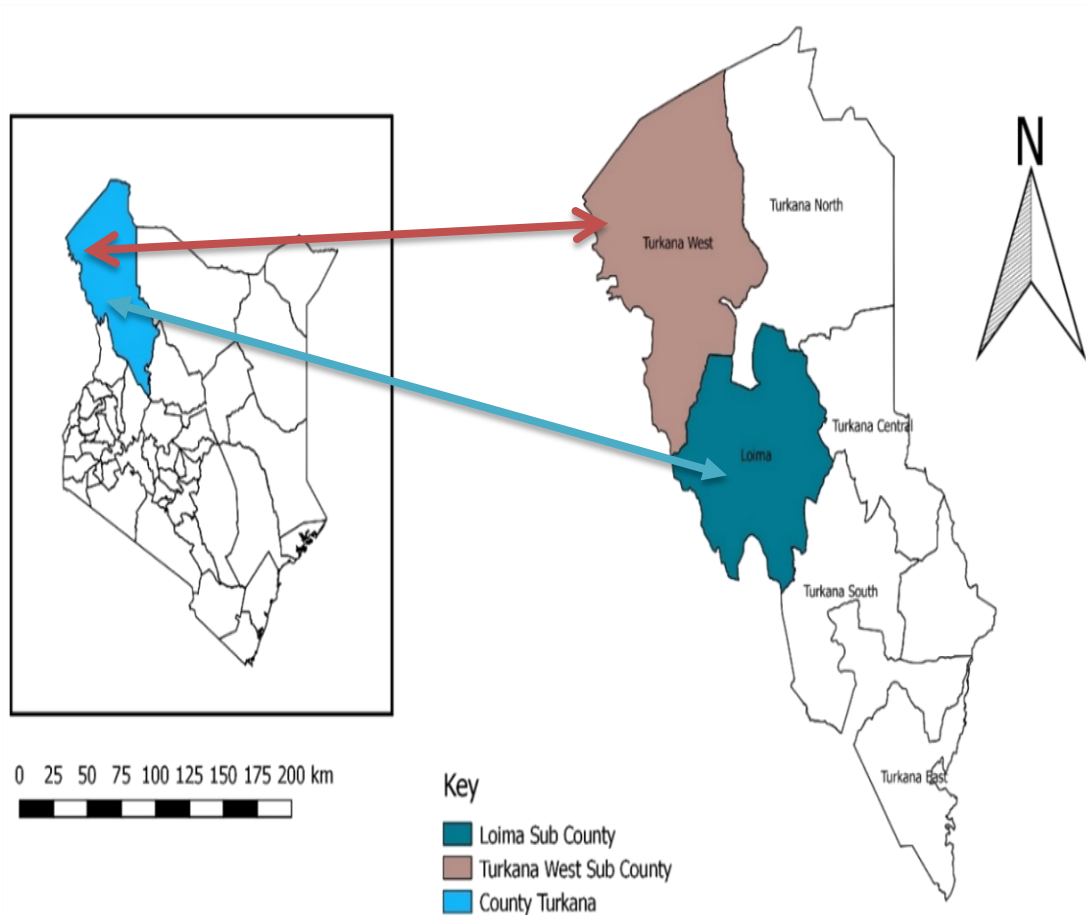 N
Turkana North
Turkana West
Turkana Central
Loima
Turkana South
Turkana East
0 25 50 75 100 125 150 175 200 km
Key
Loima Sub County
Turkana West Sub County
County Turkana